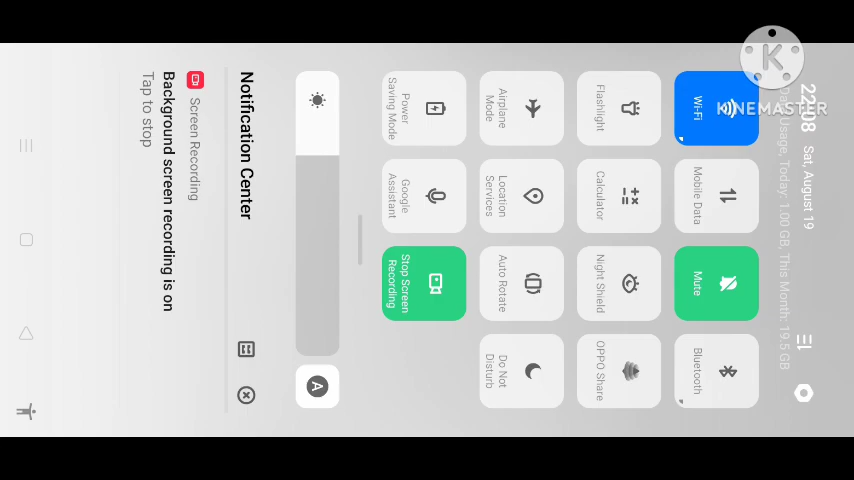 22:08 Sat, August 19
Data Usage, Today: 1.00 GB, This Month: 19.5 GB
KINEMASTER
Wi-Fi
Mobile Data
Mute
Bluetooth
Flashlight
Calculator
Night Shield
OPPO Share
Airplane
Mode
Location
Services
Auto Rotate
Do Not
Disturb
Power
Saving Mode
Google
Assistant
Stop Screen
Recording
A
Notification Center
Screen Recording
Background screen recording is on
Tap to stop